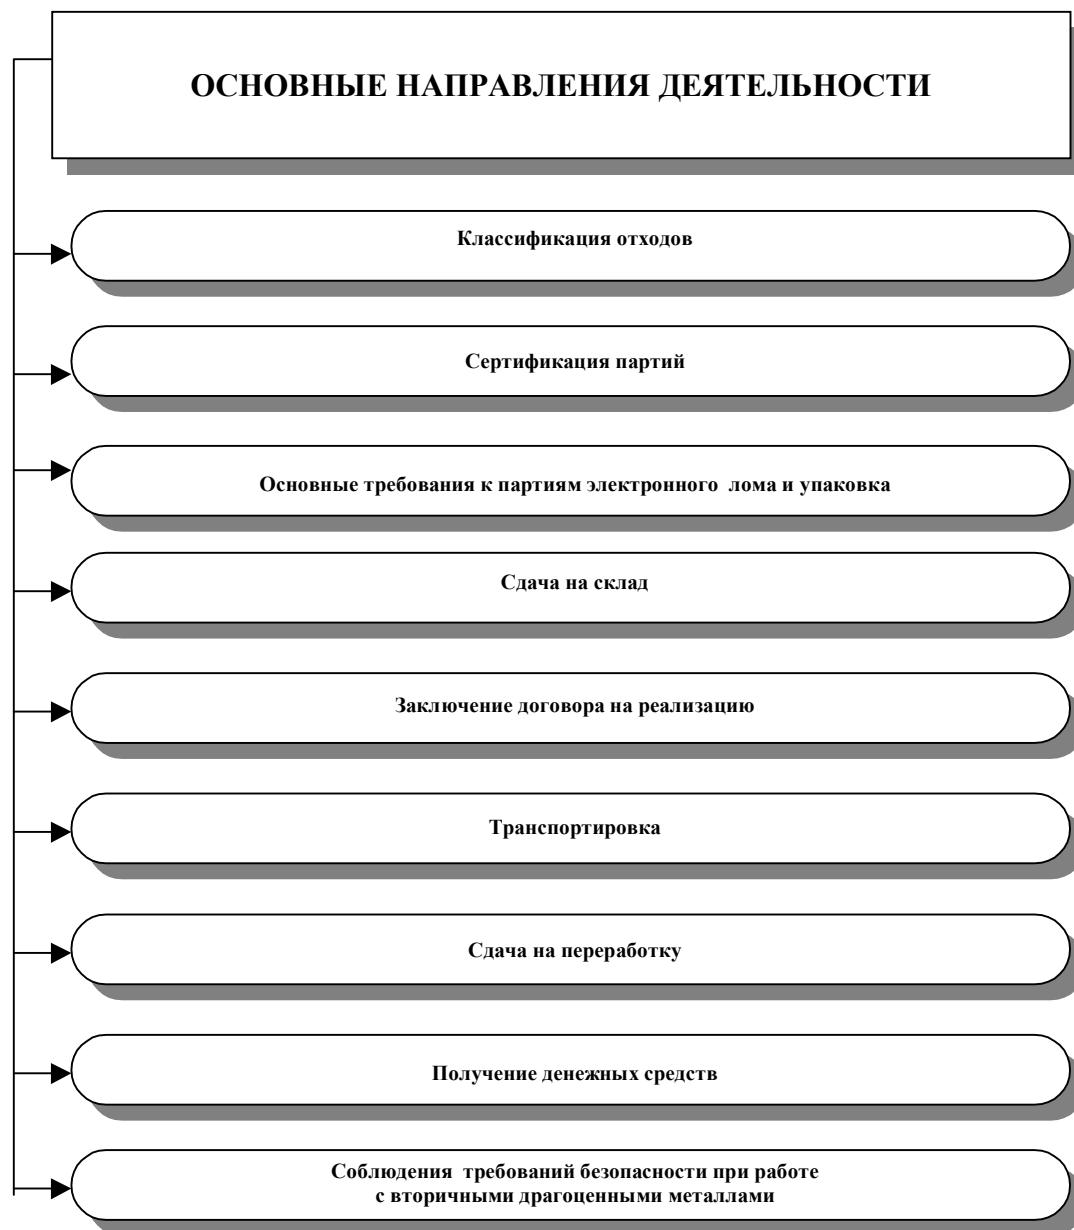 ОСНОВНЫЕ НАПРАВЛЕНИЯ ДЕЯТЕЛЬНОСТИ
Классификация отходов
Сертификация партий
Основные требования к партиям электронного лома и упаковка
Сдача на склад
Заключение договора на реализацию
Транспортировка
Сдача на переработку
Получение денежных средств
Соблюдения требований безопасности при работе
с вторичными драгоценными металлами